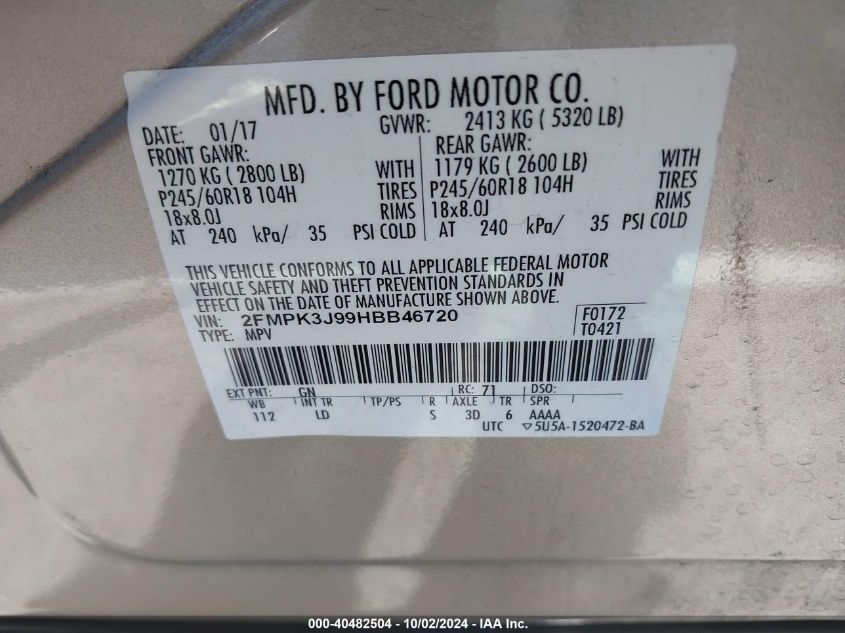 MFD. BY FORD MOTOR CO.
DATE: 01/17 GVWR: 2413 KG ( 5320 LB)
FRONT GAWR: REAR GAWR:
1270 KG ( 2800 LB) WITH 1179 KG ( 2600 LB) WITH
P245/60R18 104H TIRES P245/60R18 104H TIRES
18x8.0J RIMS 18x8.0J RIMS
AT 240 kPa/ 35 PSI COLD AT 240 kPa/ 35 PSI COLD
THIS VEHICLE CONFORMS TO ALL APPLICABLE FEDERAL MOTOR
VEHICLE SAFETY AND THEFT PREVENTION STANDARDS IN
EFFECT ON THE DATE OF MANUFACTURE SHOWN ABOVE.
VIN: 2FMPK3J99HBB46720 F0172
TYPE: MPV T0421
EXT PNT: GN RC: 71 DSO:
WB INT TR TP/PS R AXLE TR SPR
112 LD S 3D 6 AAAA
UTC ▽5U5A-1520472-BA
000-40482504 - 10/02/2024 - IAA Inc.